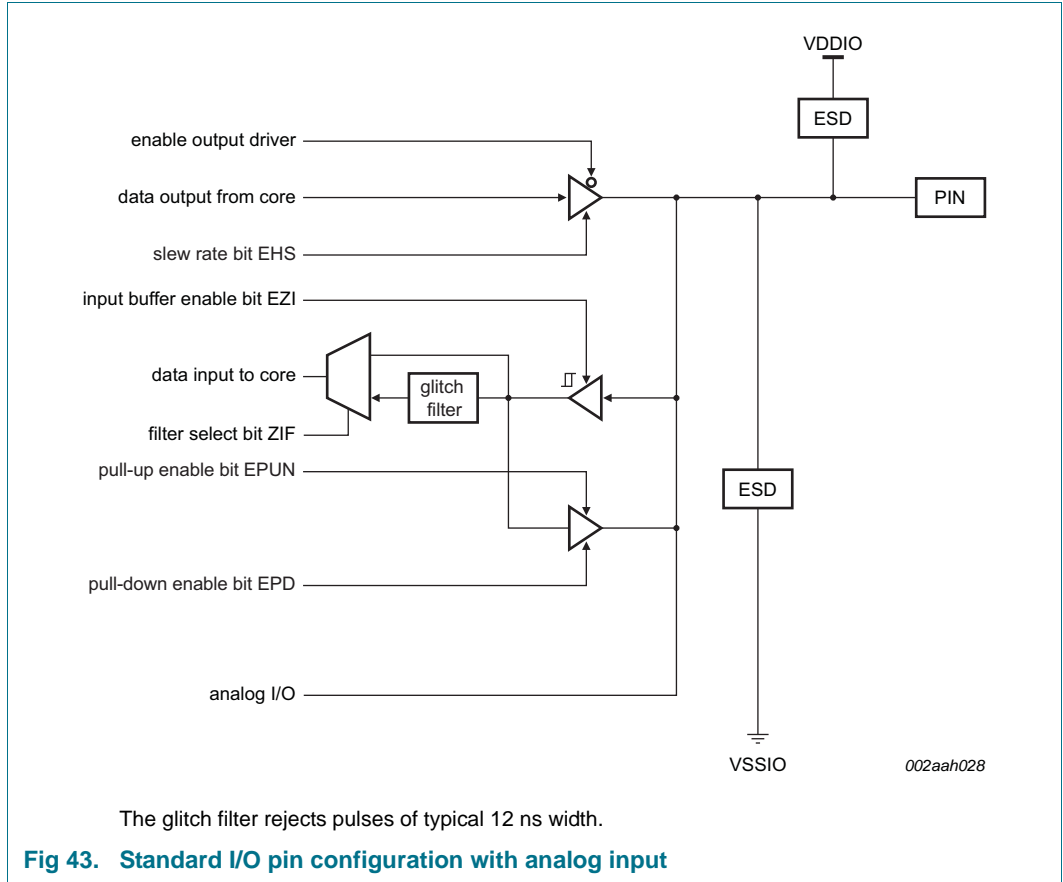 VDDIO
ESD
enable output driver
data output from core
PIN
slew rate bit EHS
input buffer enable bit EZI
data input to core
glitch
filter
filter select bit ZIF
pull-up enable bit EPUN
ESD
pull-down enable bit EPD
analog I/O
VSSIO
002aah028
The glitch filter rejects pulses of typical 12 ns width.
Fig 43. Standard I/O pin configuration with analog input